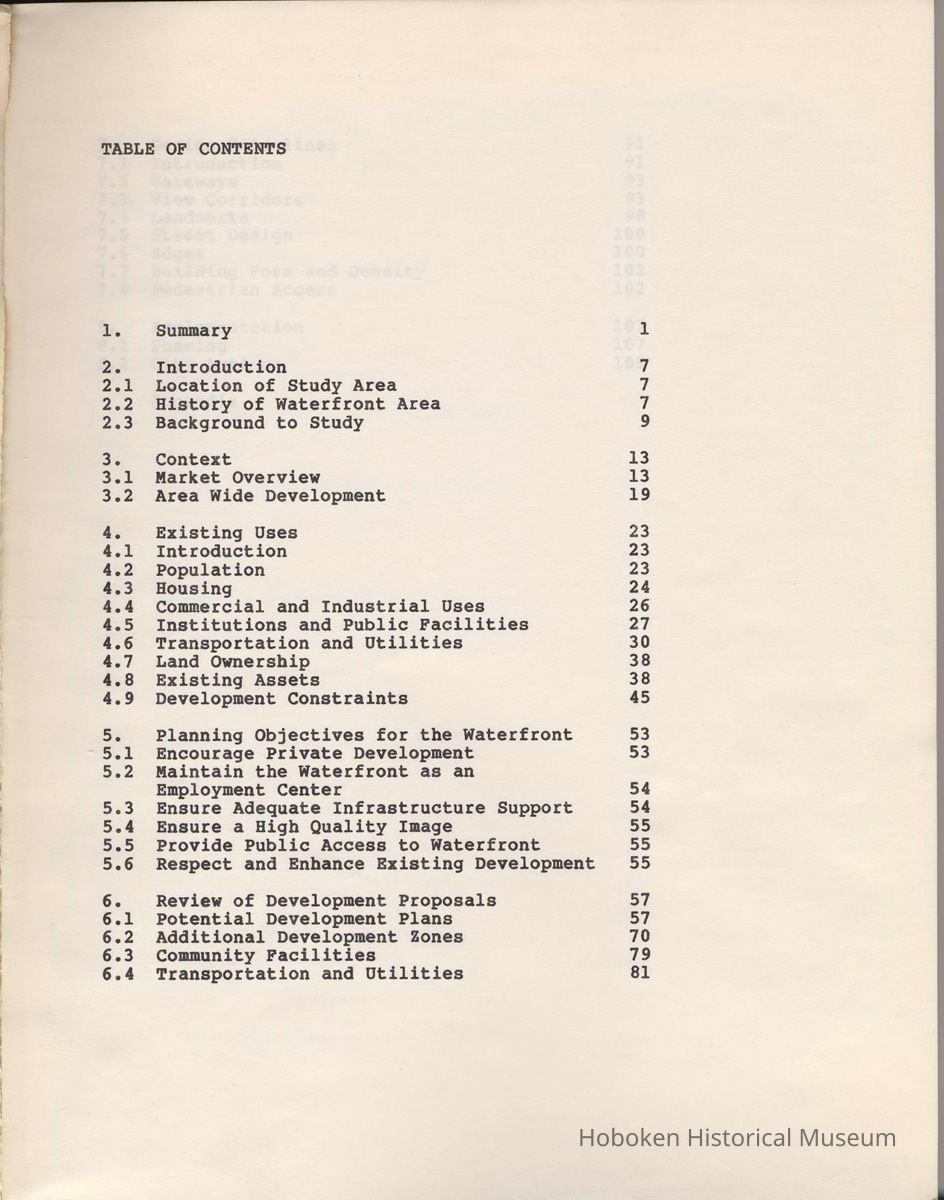 TABLE OF CONTENTS
1. Summary 1
2. Introduction 7
2.1 Location of Study Area 7
2.2 History of Waterfront Area 7
2.3 Background to Study 9
3. Context 13
3.1 Market Overview 13
3.2 Area Wide Development 19
4. Existing Uses 23
4.1 Introduction 23
4.2 Population 23
4.3 Housing 24
4.4 Commercial and Industrial Uses 26
4.5 Institutions and Public Facilities 27
4.6 Transportation and Utilities 30
4.7 Land Ownership 38
4.8 Existing Assets 38
4.9 Development Constraints 45
5. Planning Objectives for the Waterfront 53
5.1 Encourage Private Development 53
5.2 Maintain the Waterfront as an
Employment Center 54
5.3 Ensure Adequate Infrastructure Support 54
5.4 Ensure a High Quality Image 55
5.5 Provide Public Access to Waterfront 55
5.6 Respect and Enhance Existing Development 55
6. Review of Development Proposals 57
6.1 Potential Development Plans 57
6.2 Additional Development Zones 70
6.3 Community Facilities 79
6.4 Transportation and Utilities 81
Hoboken Historical Museum